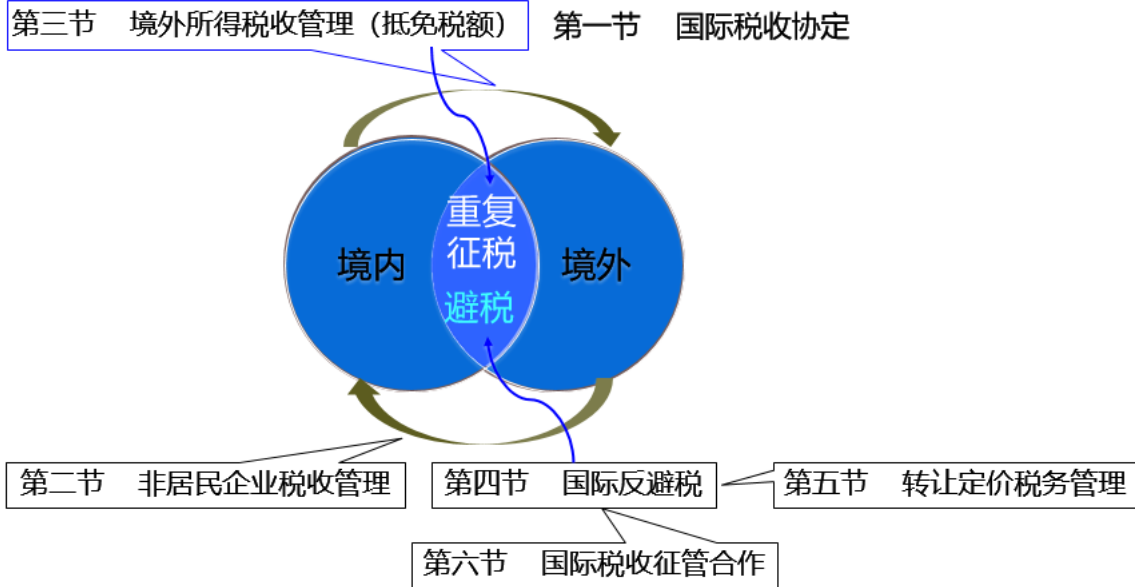 第三节 境外所得税收管理（抵免税额）
第一节 国际税收协定
重复
征税
境内
境外
避税
第二节 非居民企业税收管理
第四节 国际反避税
第五节 转让定价税务管理
第六节 国际税收征管合作